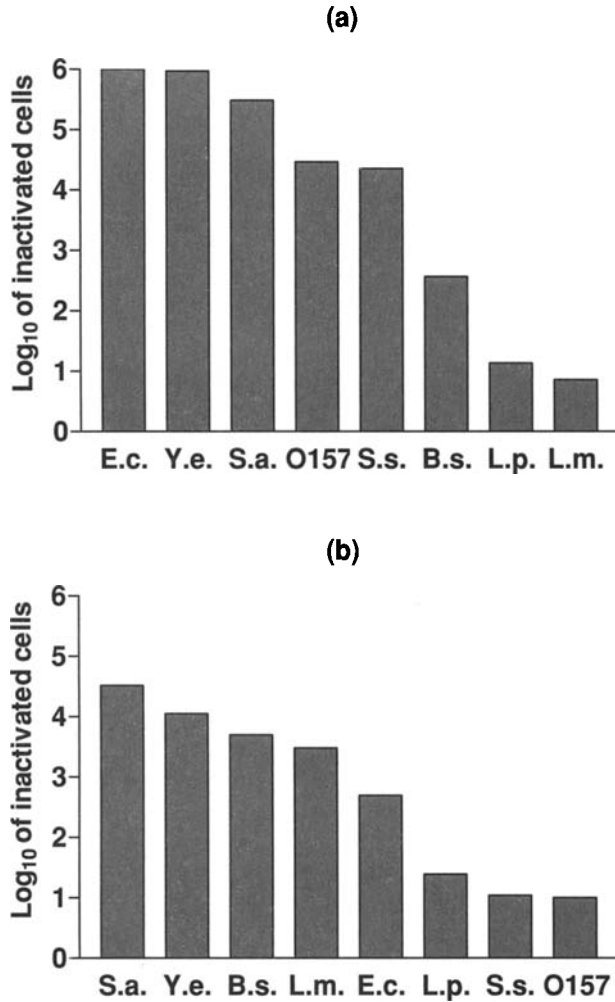 (a)
Log₁₀ of inactivated cells
6
5
4
3
2
1
0
E.c. Y.e. S.a. O157 S.s. B.s. L.p. L.m.
(b)
Log₁₀ of inactivated cells
6
5
4
3
2
1
0
S.a. Y.e. B.s. L.m. E.c. L.p. S.s. O157